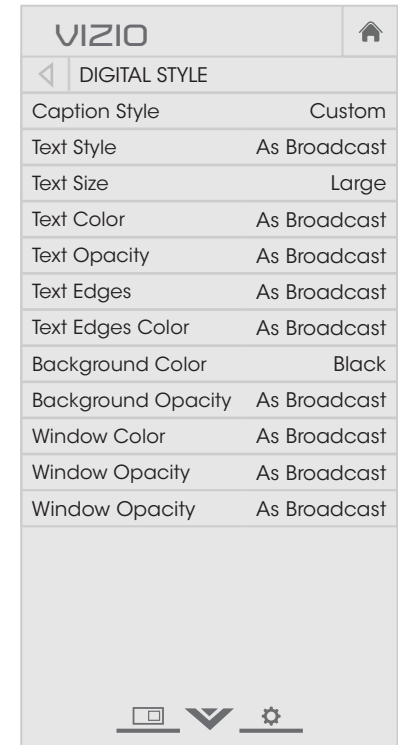 VIZIO
DIGITAL STYLE
Caption Style Custom
Text Style As Broadcast
Text Size Large
Text Color As Broadcast
Text Opacity As Broadcast
Text Edges As Broadcast
Text Edges Color As Broadcast
Background Color Black
Background Opacity As Broadcast
Window Color As Broadcast
Window Opacity As Broadcast
Window Opacity As Broadcast